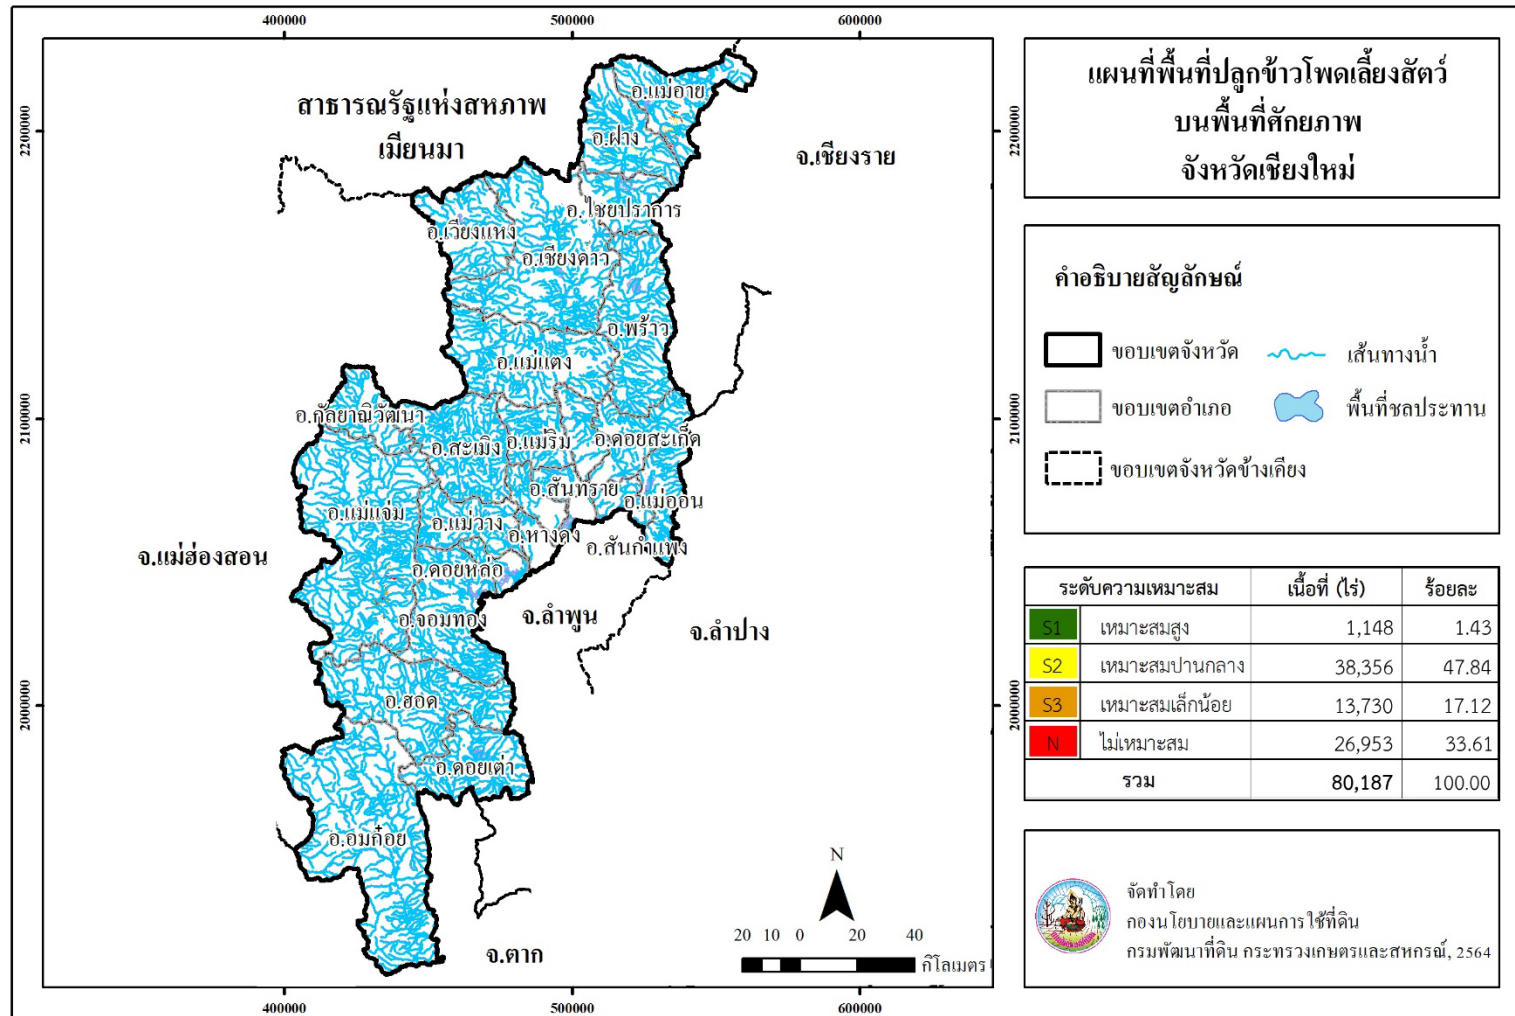 400000
500000
600000
2200000
2100000
2000000
สาธารณรัฐแห่งสหภาพ
เมียนมา
จ.เชียงราย
จ.แม่ฮ่องสอน
จ.ลำพูน
จ.ลำปาง
จ.ตาก
อ.แม่อาย
อ.ฝาง
อ.ไชยปราการ
อ.เวียงแหง
อ.เชียงดาว
อ.พร้าว
อ.แม่แตง
อ.กัลยาณิวัฒนา
อ.สะเมิง
อ.แม่ริม
อ.ดอยสะเก็ด
อ.สันทราย
อ.แม่ออน
อ.แม่แจ่ม
อ.แม่วาง
อ.หางดง
อ.สันกำแพง
อ.ดอยหล่อ
อ.จอมทอง
อ.ฮอด
อ.ดอยเต่า
อ.อมก๋อย
N
20 10 0 20 40
กิโลเมตร
2200000
2100000
2000000
400000
500000
600000
แผนที่พื้นที่ปลูกข้าวโพดเลี้ยงสัตว์
บนพื้นที่ศักยภาพ
จังหวัดเชียงใหม่
คำอธิบายสัญลักษณ์
ขอบเขตจังหวัด เส้นทางน้ำ
ขอบเขตอำเภอ พื้นที่ชลประทาน
ขอบเขตจังหวัดข้างเคียง
ระดับความเหมาะสม เนื้อที่ (ไร่) ร้อยละ
S1 เหมาะสมสูง 1,148 1.43
S2 เหมาะสมปานกลาง 38,356 47.84
S3 เหมาะสมเล็กน้อย 13,730 17.12
N ไม่เหมาะสม 26,953 33.61
รวม 80,187 100.00
จัดทำโดย
กองนโยบายและแผนการใช้ที่ดิน
กรมพัฒนาที่ดิน กระทรวงเกษตรและสหกรณ์, 2564